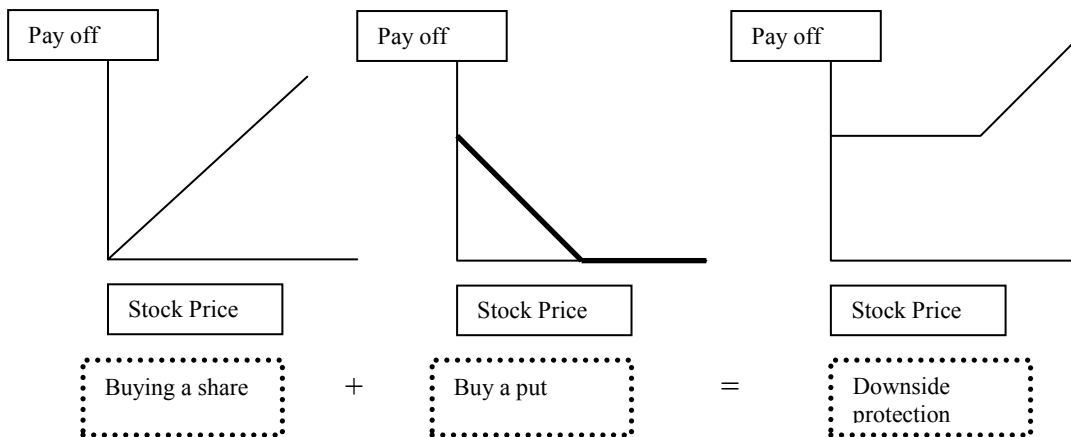 Pay off
Pay off
Pay off
Stock Price
Stock Price
Stock Price
Buying a share
+
Buy a put
=
Downside
protection